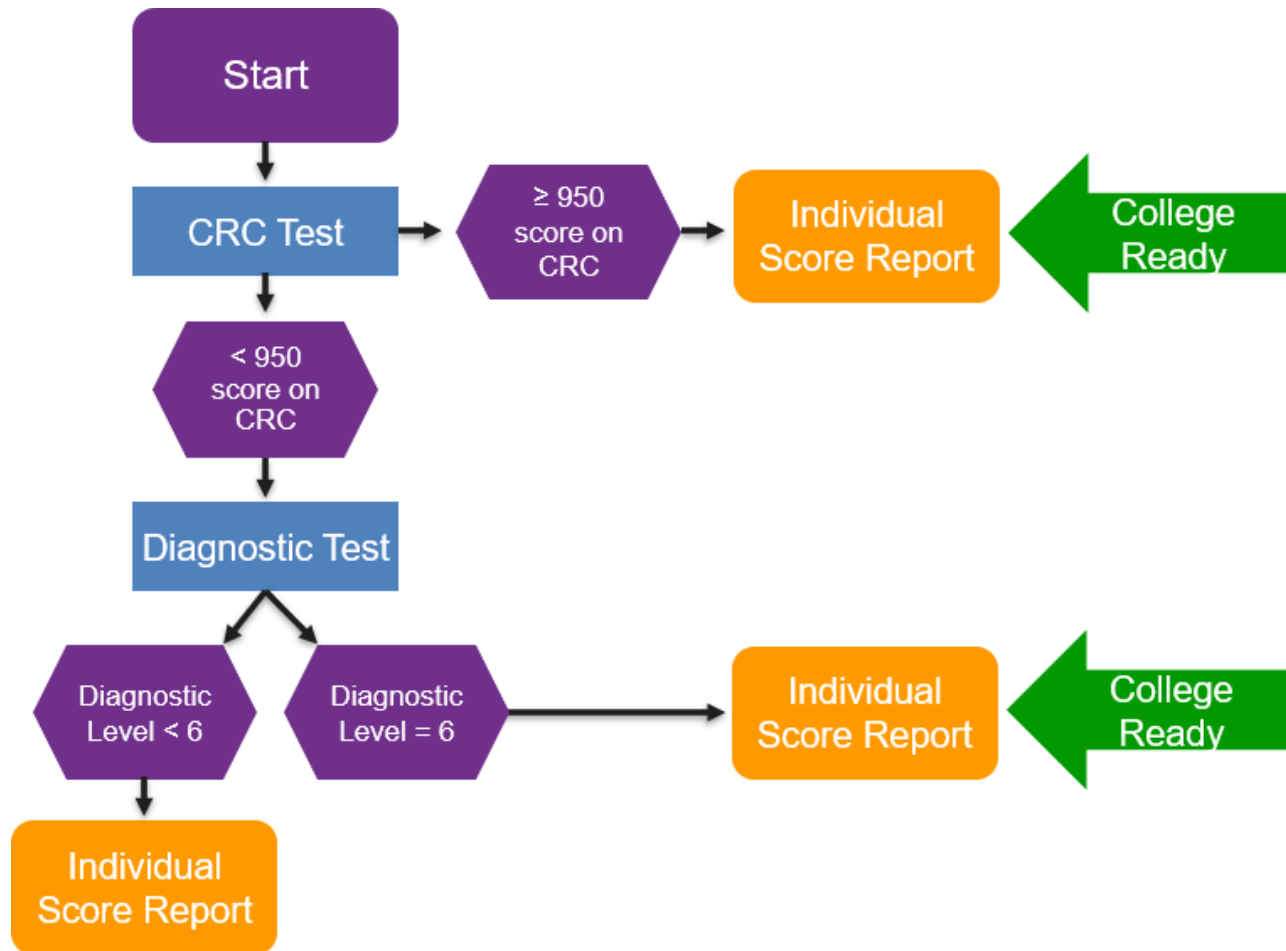 Start
CRC Test
≥ 950
score on
CRC
Individual
Score Report
College
Ready
< 950
score on
CRC
Diagnostic Test
Diagnostic
Level < 6
Diagnostic
Level = 6
Individual
Score Report
College
Ready
Individual
Score Report